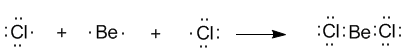 :Cl· + ·Be· + ·Cl: ⟶ :Cl:Be:Cl: